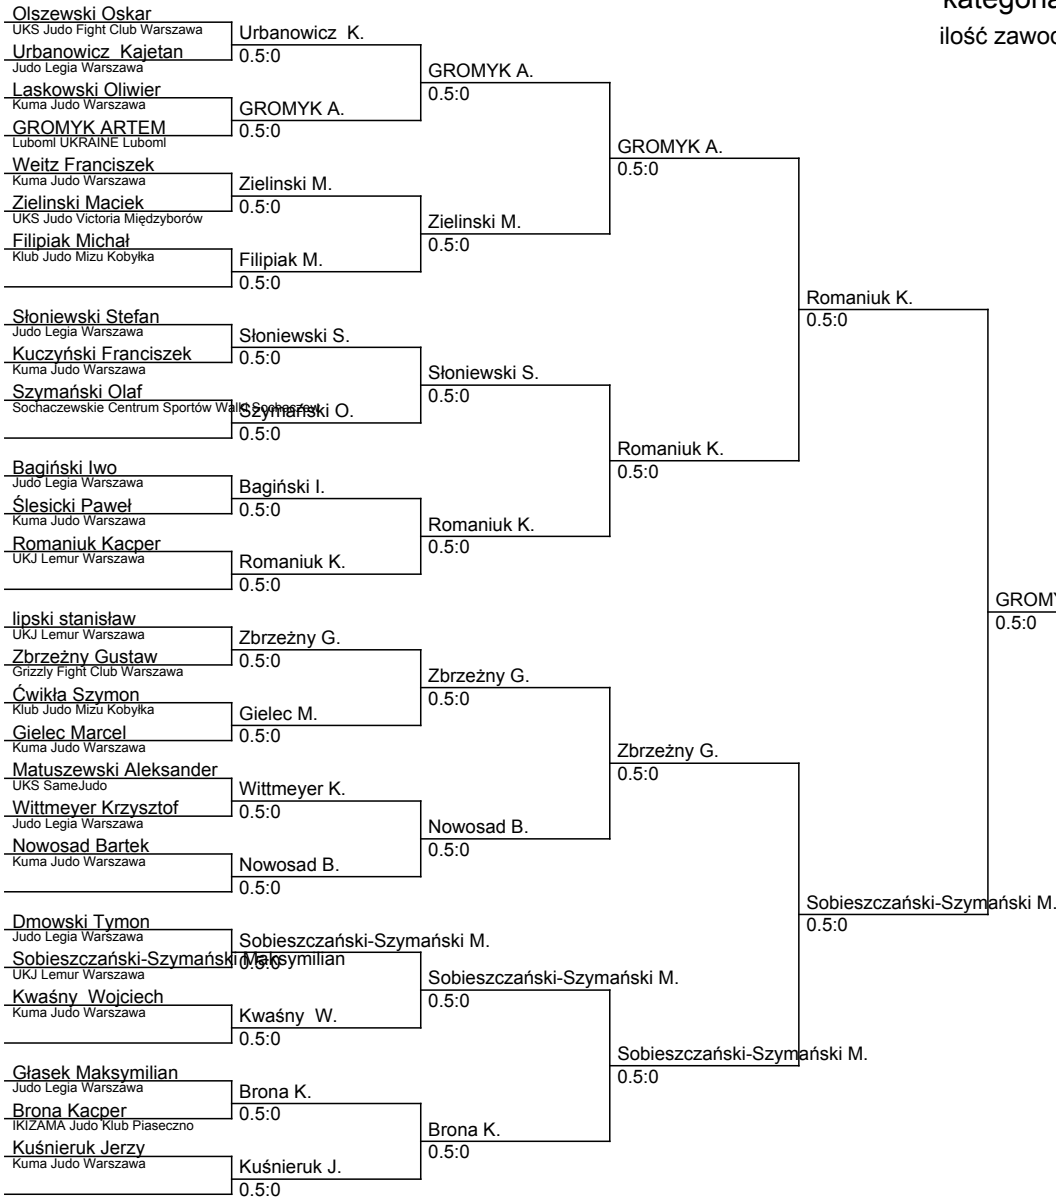 kategoria
ilość zawod
Olszewski Oskar
UKS Judo Fight Club Warszawa
Urbanowicz  Kajetan
Judo Legia Warszawa
Laskowski Oliwier
Kuma Judo Warszawa
GROMYK ARTEM
Luboml UKRAINE Luboml
Weitz Franciszek
Kuma Judo Warszawa
Zielinski Maciek
UKS Judo Victoria Międzyborów
Filipiak Michał
Klub Judo Mizu Kobyłka
Słoniewski Stefan
Judo Legia Warszawa
Kuczyński Franciszek
Kuma Judo Warszawa
Szymański Olaf
Sochaczewskie Centrum Sportów Walki Sochaczew
Bagiński Iwo
Judo Legia Warszawa
Ślesicki Paweł
Kuma Judo Warszawa
Romaniuk Kacper
UKJ Lemur Warszawa
lipski stanisław
UKJ Lemur Warszawa
Zbrzeżny Gustaw
Grizzly Fight Club Warszawa
Ćwikła Szymon
Klub Judo Mizu Kobyłka
Gielec Marcel
Kuma Judo Warszawa
Matuszewski Aleksander
UKS SameJudo
Wittmeyer Krzysztof
Judo Legia Warszawa
Nowosad Bartek
Kuma Judo Warszawa
Dmowski Tymon
Judo Legia Warszawa
Sobieszczański-Szymański Maksymilian
UKJ Lemur Warszawa
Kwaśny  Wojciech
Kuma Judo Warszawa
Głasek Maksymilian
Judo Legia Warszawa
Brona Kacper
IKIZAMA Judo Klub Piaseczno
Kuśnieruk Jerzy
Kuma Judo Warszawa
Urbanowicz  K.
0.5:0
GROMYK A.
0.5:0
Zielinski M.
0.5:0
Filipiak M.
0.5:0
Słoniewski S.
0.5:0
Szymański O.
0.5:0
Bagiński I.
0.5:0
Romaniuk K.
0.5:0
Zbrzeżny G.
0.5:0
Gielec M.
0.5:0
Wittmeyer K.
0.5:0
Nowosad B.
0.5:0
Sobieszczański-Szymański M.
0.5:0
Kwaśny  W.
0.5:0
Brona K.
0.5:0
Kuśnieruk J.
0.5:0
GROMYK A.
0.5:0
Zielinski M.
0.5:0
Słoniewski S.
0.5:0
Romaniuk K.
0.5:0
Zbrzeżny G.
0.5:0
Nowosad B.
0.5:0
Sobieszczański-Szymański M.
0.5:0
Brona K.
0.5:0
GROMYK A.
0.5:0
Romaniuk K.
0.5:0
Zbrzeżny G.
0.5:0
Sobieszczański-Szymański M.
0.5:0
Romaniuk K.
0.5:0
Sobieszczański-Szymański M.
0.5:0
GROMY
0.5:0